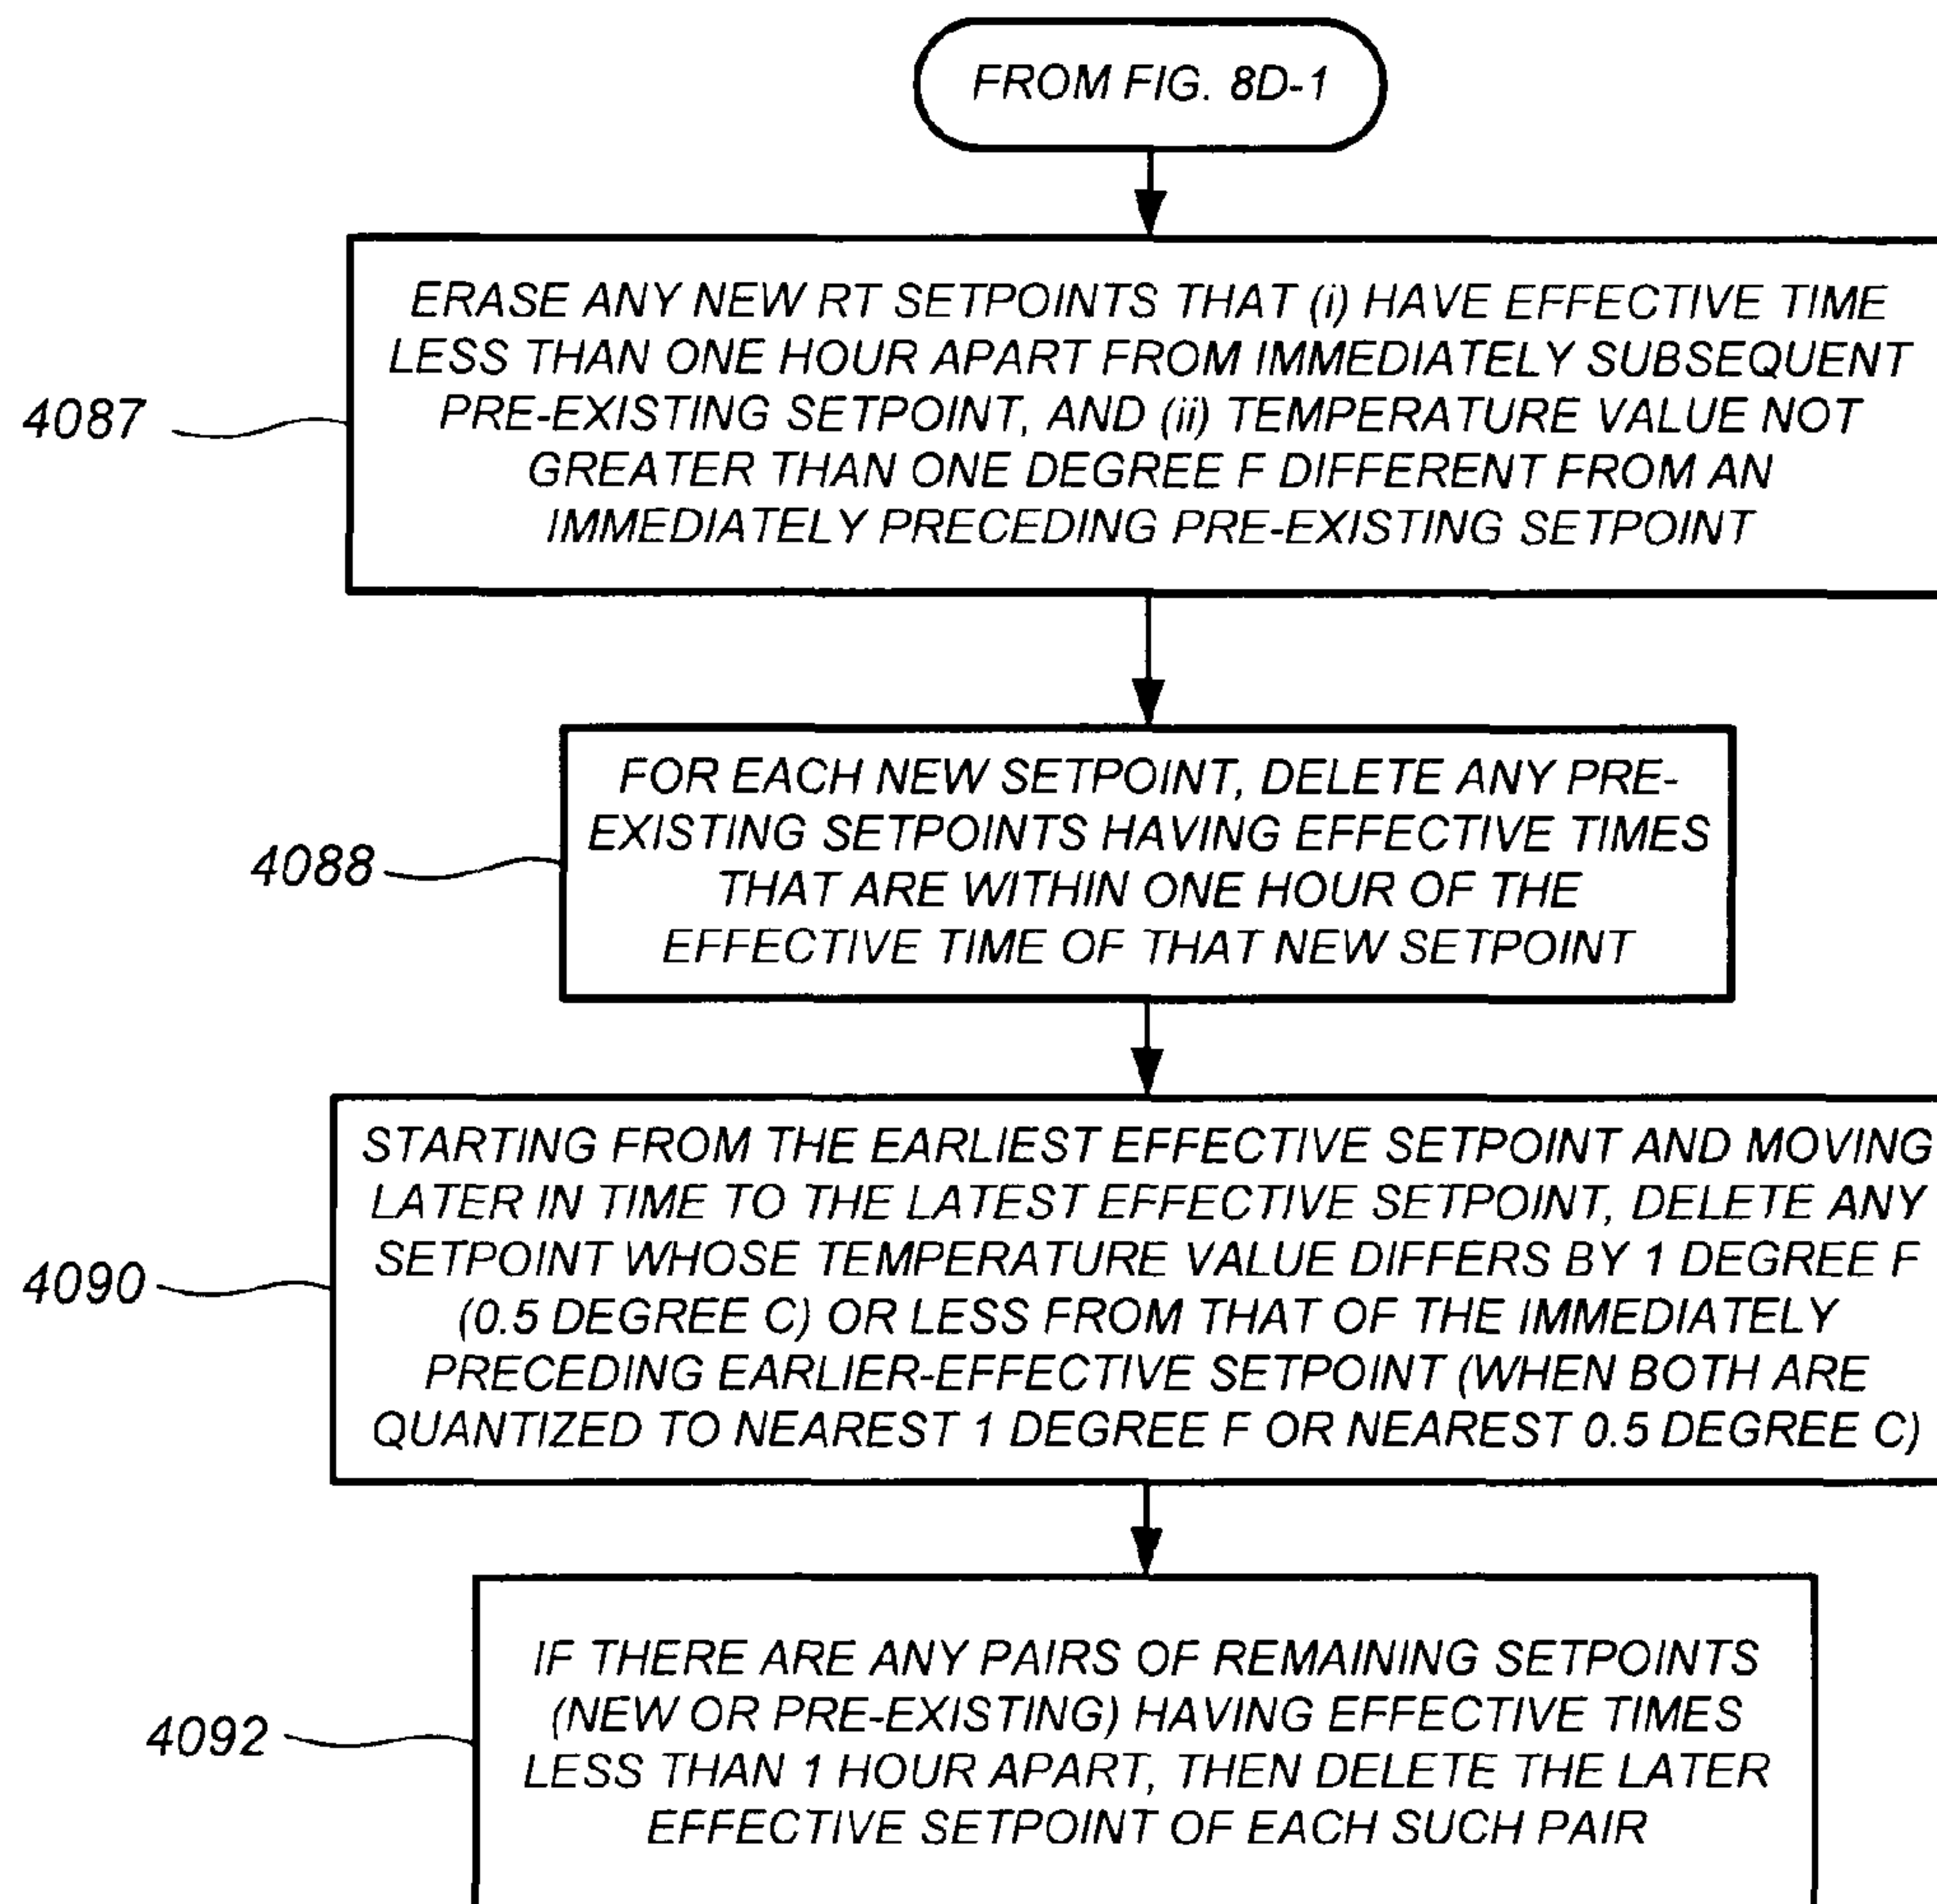 FROM FIG. 8D-1
ERASE ANY NEW RT SETPOINTS THAT (i) HAVE EFFECTIVE TIME
LESS THAN ONE HOUR APART FROM IMMEDIATELY SUBSEQUENT
PRE-EXISTING SETPOINT, AND (ii) TEMPERATURE VALUE NOT
GREATER THAN ONE DEGREE F DIFFERENT FROM AN
IMMEDIATELY PRECEDING PRE-EXISTING SETPOINT
4087
FOR EACH NEW SETPOINT, DELETE ANY PRE-
EXISTING SETPOINTS HAVING EFFECTIVE TIMES
THAT ARE WITHIN ONE HOUR OF THE
EFFECTIVE TIME OF THAT NEW SETPOINT
4088
STARTING FROM THE EARLIEST EFFECTIVE SETPOINT AND MOVING
LATER IN TIME TO THE LATEST EFFECTIVE SETPOINT, DELETE ANY
SETPOINT WHOSE TEMPERATURE VALUE DIFFERS BY 1 DEGREE F
(0.5 DEGREE C) OR LESS FROM THAT OF THE IMMEDIATELY
PRECEDING EARLIER-EFFECTIVE SETPOINT (WHEN BOTH ARE
QUANTIZED TO NEAREST 1 DEGREE F OR NEAREST 0.5 DEGREE C)
4090
IF THERE ARE ANY PAIRS OF REMAINING SETPOINTS
(NEW OR PRE-EXISTING) HAVING EFFECTIVE TIMES
LESS THAN 1 HOUR APART, THEN DELETE THE LATER
EFFECTIVE SETPOINT OF EACH SUCH PAIR
4092